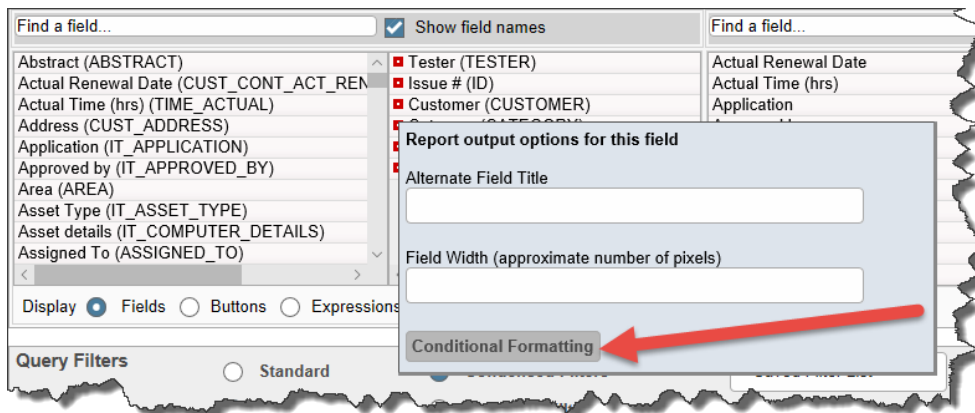 Find a field...
Show field names
Find a field...
Abstract (ABSTRACT)
Actual Renewal Date (CUST_CONT_ACT_REN
Actual Time (hrs) (TIME_ACTUAL)
Address (CUST_ADDRESS)
Application (IT_APPLICATION)
Approved by (IT_APPROVED_BY)
Area (AREA)
Asset Type (IT_ASSET_TYPE)
Asset details (IT_COMPUTER_DETAILS)
Assigned To (ASSIGNED_TO)
Tester (TESTER)
Issue # (ID)
Customer (CUSTOMER)
Actual Renewal Date
Actual Time (hrs)
Application
Report output options for this field
Alternate Field Title
Field Width (approximate number of pixels)
Conditional Formatting
Display Fields Buttons Expressions
Query Filters
Standard